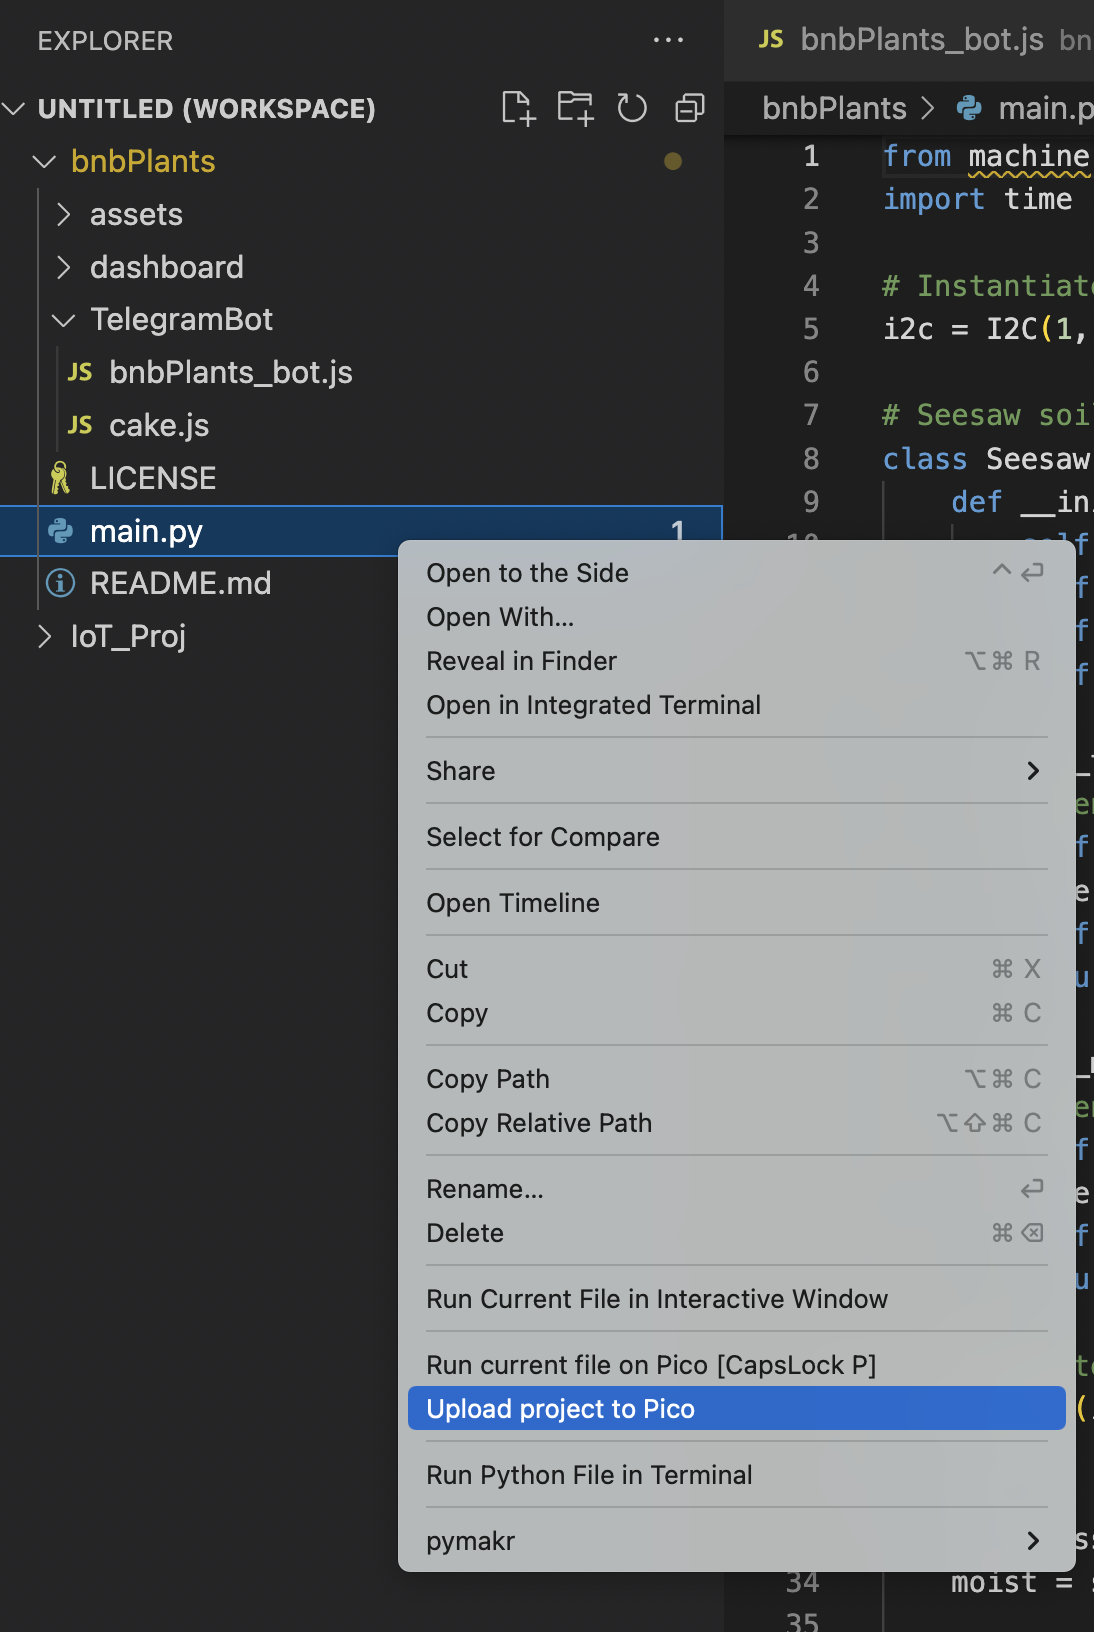 EXPLORER
UNTITLED (WORKSPACE)
bnbPlants
assets
dashboard
TelegramBot
JS bnbPlants_bot.js
JS cake.js
LICENSE
main.py 1
README.md
IoT_Proj
JS bnbPlants_bot.js
bnbPlants > main.p
1 from machine
2 import time
3
4 # Instantiat
5 i2c = I2C(1,
6
7 # Seesaw soi
8 class Seesaw
9 def __in
Open to the Side ^ ↩
Open With...
Reveal in Finder ⌥⌘ R
Open in Integrated Terminal
Share
Select for Compare
Open Timeline
Cut ⌘ X
Copy ⌘ C
Copy Path ⌥⌘ C
Copy Relative Path ⌥⇧⌘ C
Rename... ↩
Delete ⌘ ⌫
Run Current File in Interactive Window
Run current file on Pico [CapsLock P]
Upload project to Pico
Run Python File in Terminal
pymakr
34 moist =
35